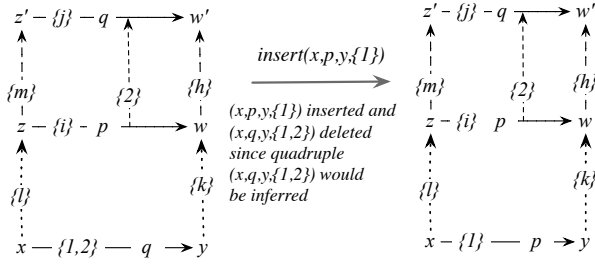 z' – {j} – q → w'
insert(x,p,y,{1})
{m} {2} {h}
z – {i} – p → w
(x,p,y,{1}) inserted and
(x,q,y,{1,2}) deleted
since quadruple
(x,q,y,{1,2}) would
be inferred
{l} {k}
x – {1,2} – q → y
z' – {j} – q → w'
{m} {2} {h}
z – {i} p → w
{l} {k}
x – {1} – p → y